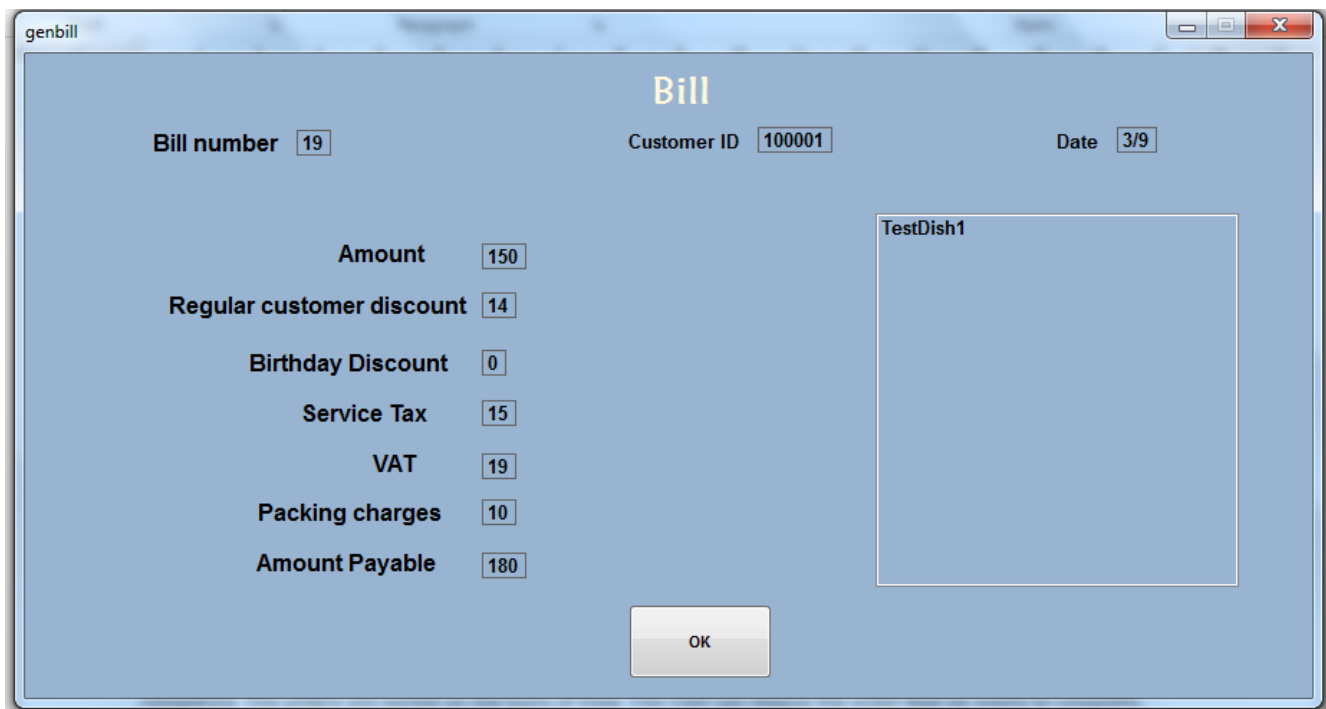 genbill
Bill
Bill number 19 Customer ID 100001 Date 3/9
TestDish1
Amount 150
Regular customer discount 14
Birthday Discount 0
Service Tax 15
VAT 19
Packing charges 10
Amount Payable 180
OK